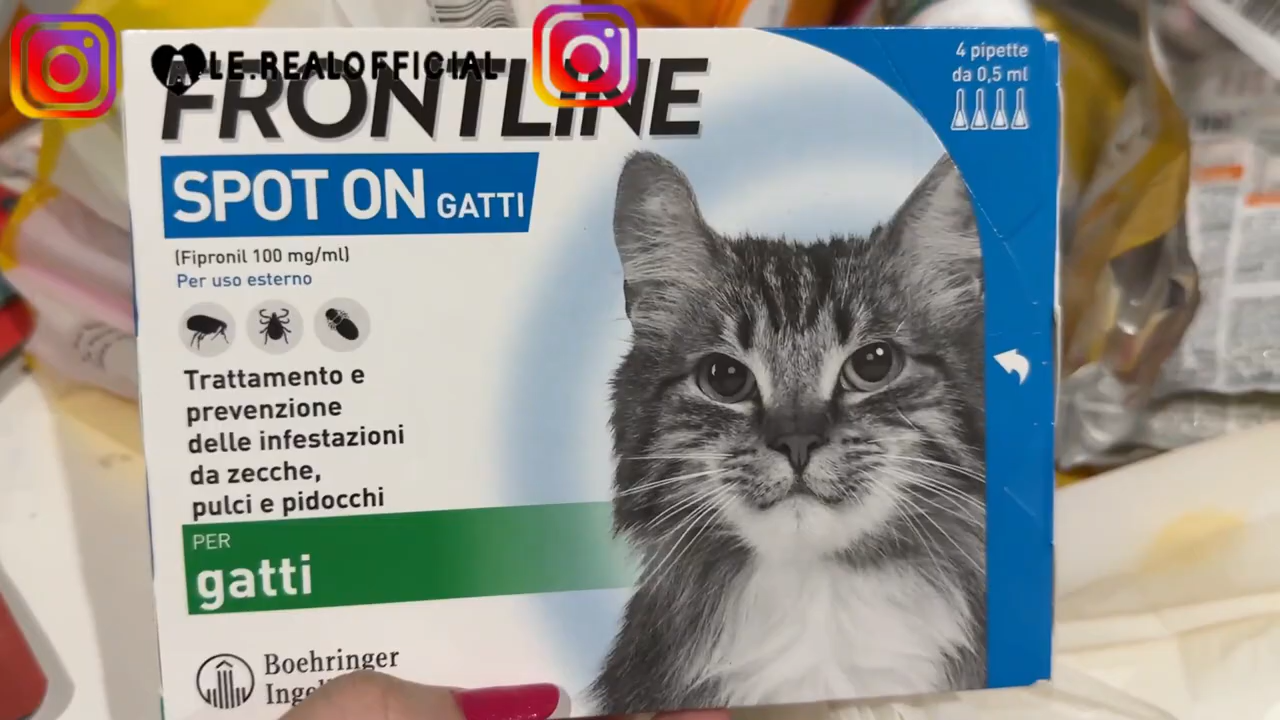 LE.REALOFFICIAL
FRONTLINE
SPOT ON GATTI
(Fipronil 100 mg/ml)
Per uso esterno
Trattamento e
prevenzione
delle infestazioni
da zecche,
pulci e pidocchi
PER
gatti
Boehringer
4 pipette
da 0,5 ml